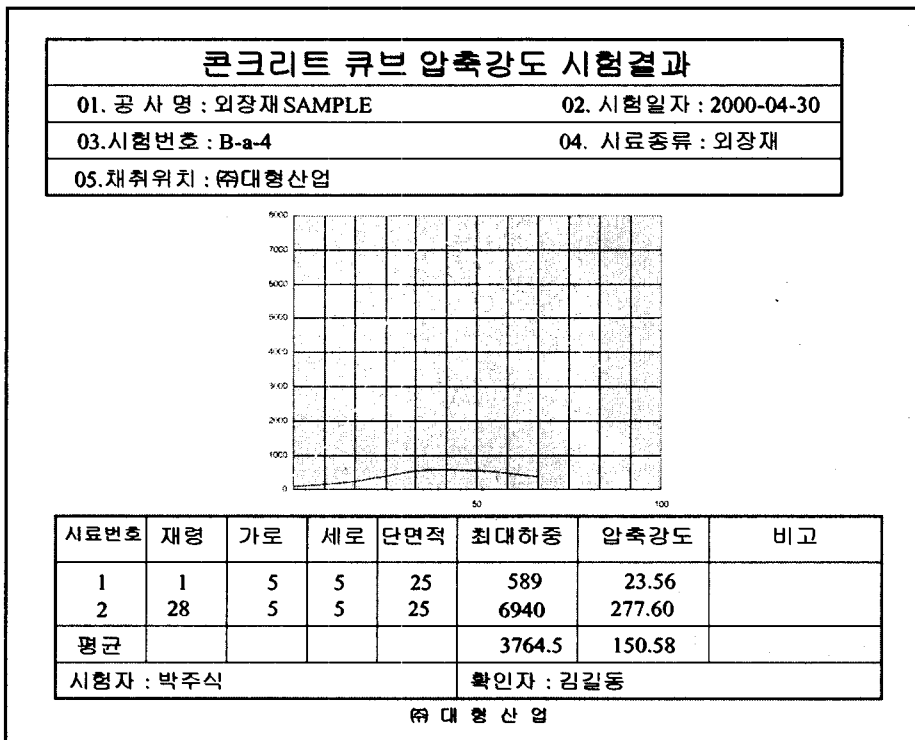 콘크리트 큐브 압축강도 시험결과
01. 공 사 명 : 외장재 SAMPLE 02. 시험일자 : 2000-04-30
03.시험번호 : B-a-4 04. 시료종류 : 외장재
05.채취위치 : ㈜대형산업
8000
7000
6000
5000
4000
3000
2000
1000
0
50 100
시료번호 재령 가로 세로 단면적 최대하중 압축강도 비고
1 1 5 5 25 589 23.56
2 28 5 5 25 6940 277.60
평균 3764.5 150.58
시험자 : 박주식 확인자 : 김길동
㈜ 대 형 산 업